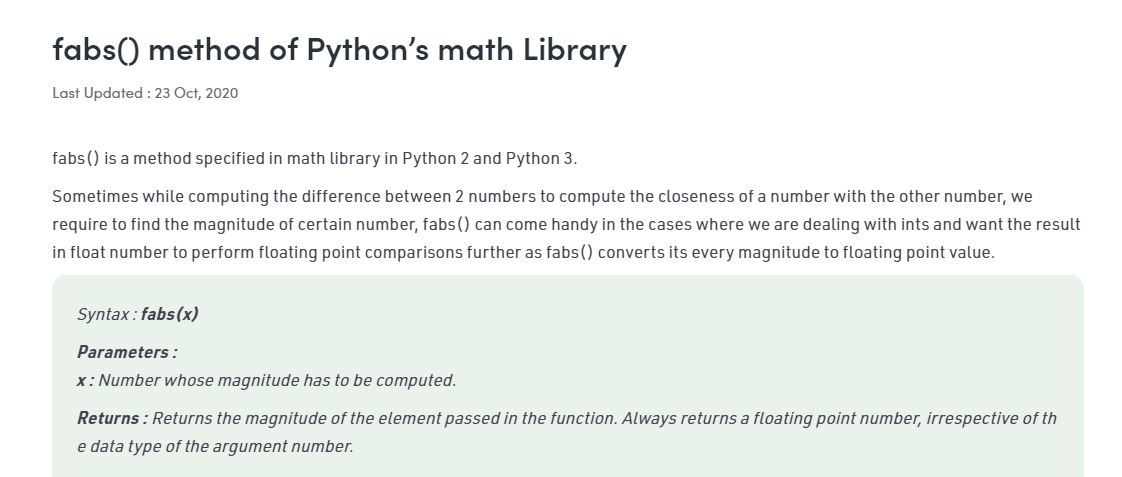 fabs() method of Python’s math Library
Last Updated : 23 Oct, 2020
fabs() is a method specified in math library in Python 2 and Python 3.
Sometimes while computing the difference between 2 numbers to compute the closeness of a number with the other number, we
require to find the magnitude of certain number, fabs() can come handy in the cases where we are dealing with ints and want the result
in float number to perform floating point comparisons further as fabs() converts its every magnitude to floating point value.
Syntax : fabs(x)
Parameters :
x : Number whose magnitude has to be computed.
Returns : Returns the magnitude of the element passed in the function. Always returns a floating point number, irrespective of th
e data type of the argument number.